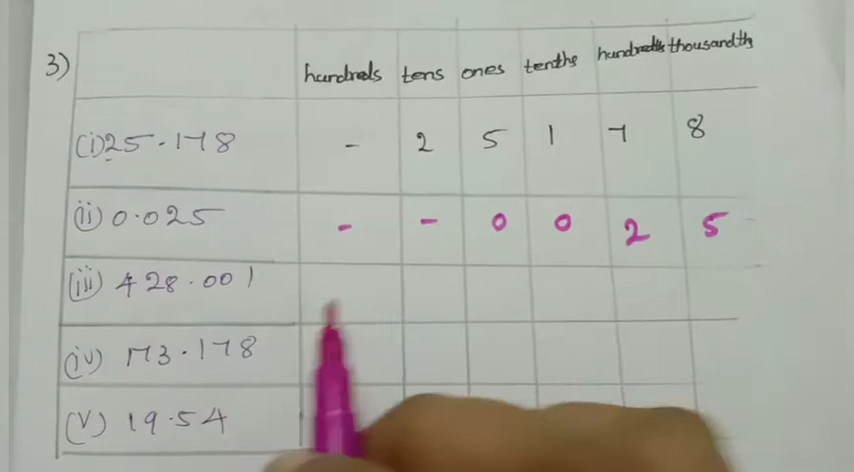 3)
hundreds tens ones tenths hundredths thousandths
(i) 25.178 - 2 5 1 7 8
(ii) 0.025 - - 0 0 2 5
(iii) 428.001
(iv) 173.178
(v) 19.54